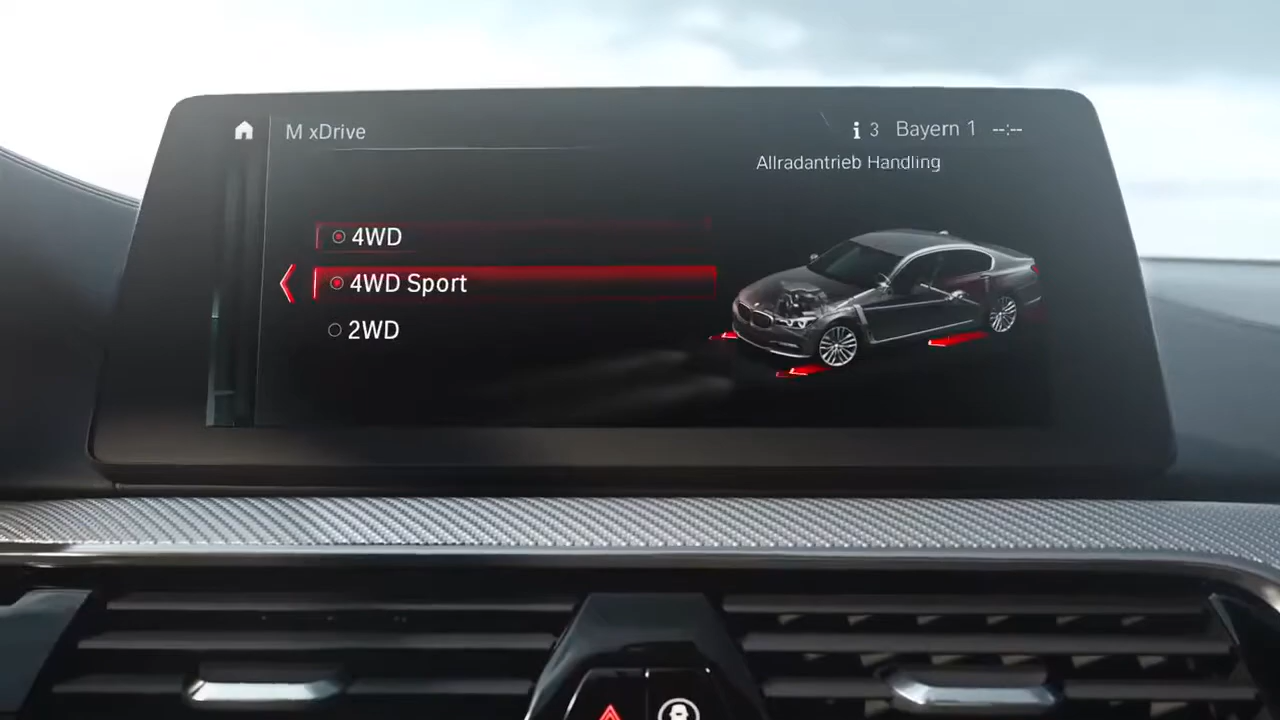 M xDrive
3 Bayern 1 --:--
Allradantrieb Handling
4WD
4WD Sport
2WD